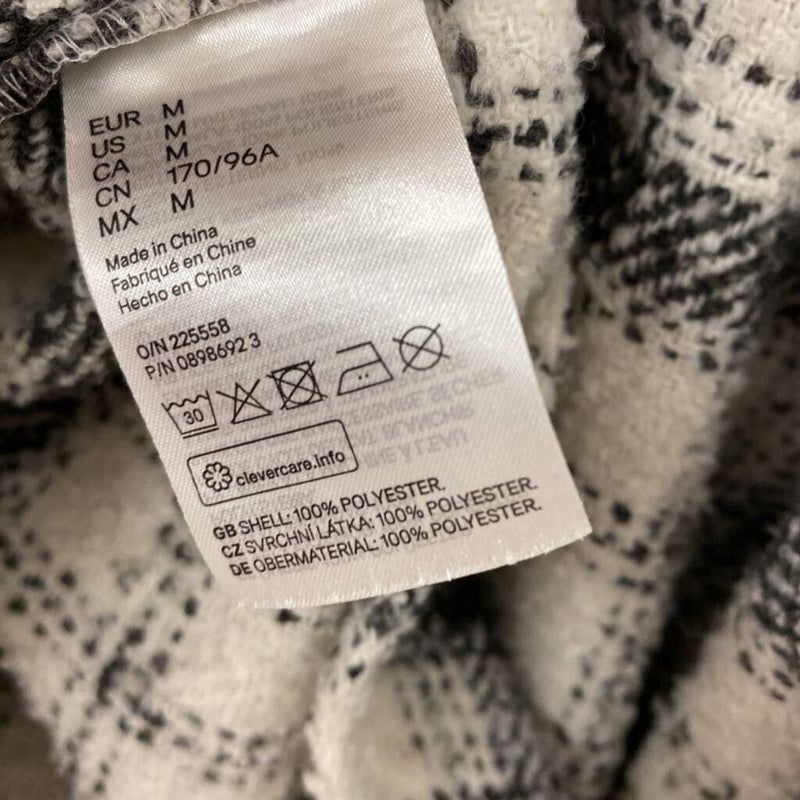 EUR M
US M
CA M
CN 170/96A
MX M
Made in China
Fabriqué en Chine
Hecho en China
O/N 225558
P/N 0898692 3
30
clevercare.info
GB SHELL: 100% POLYESTER.
CZ SVRCHNÍ LÁTKA: 100% POLYESTER.
DE OBERMATERIAL: 100% POLYESTER.